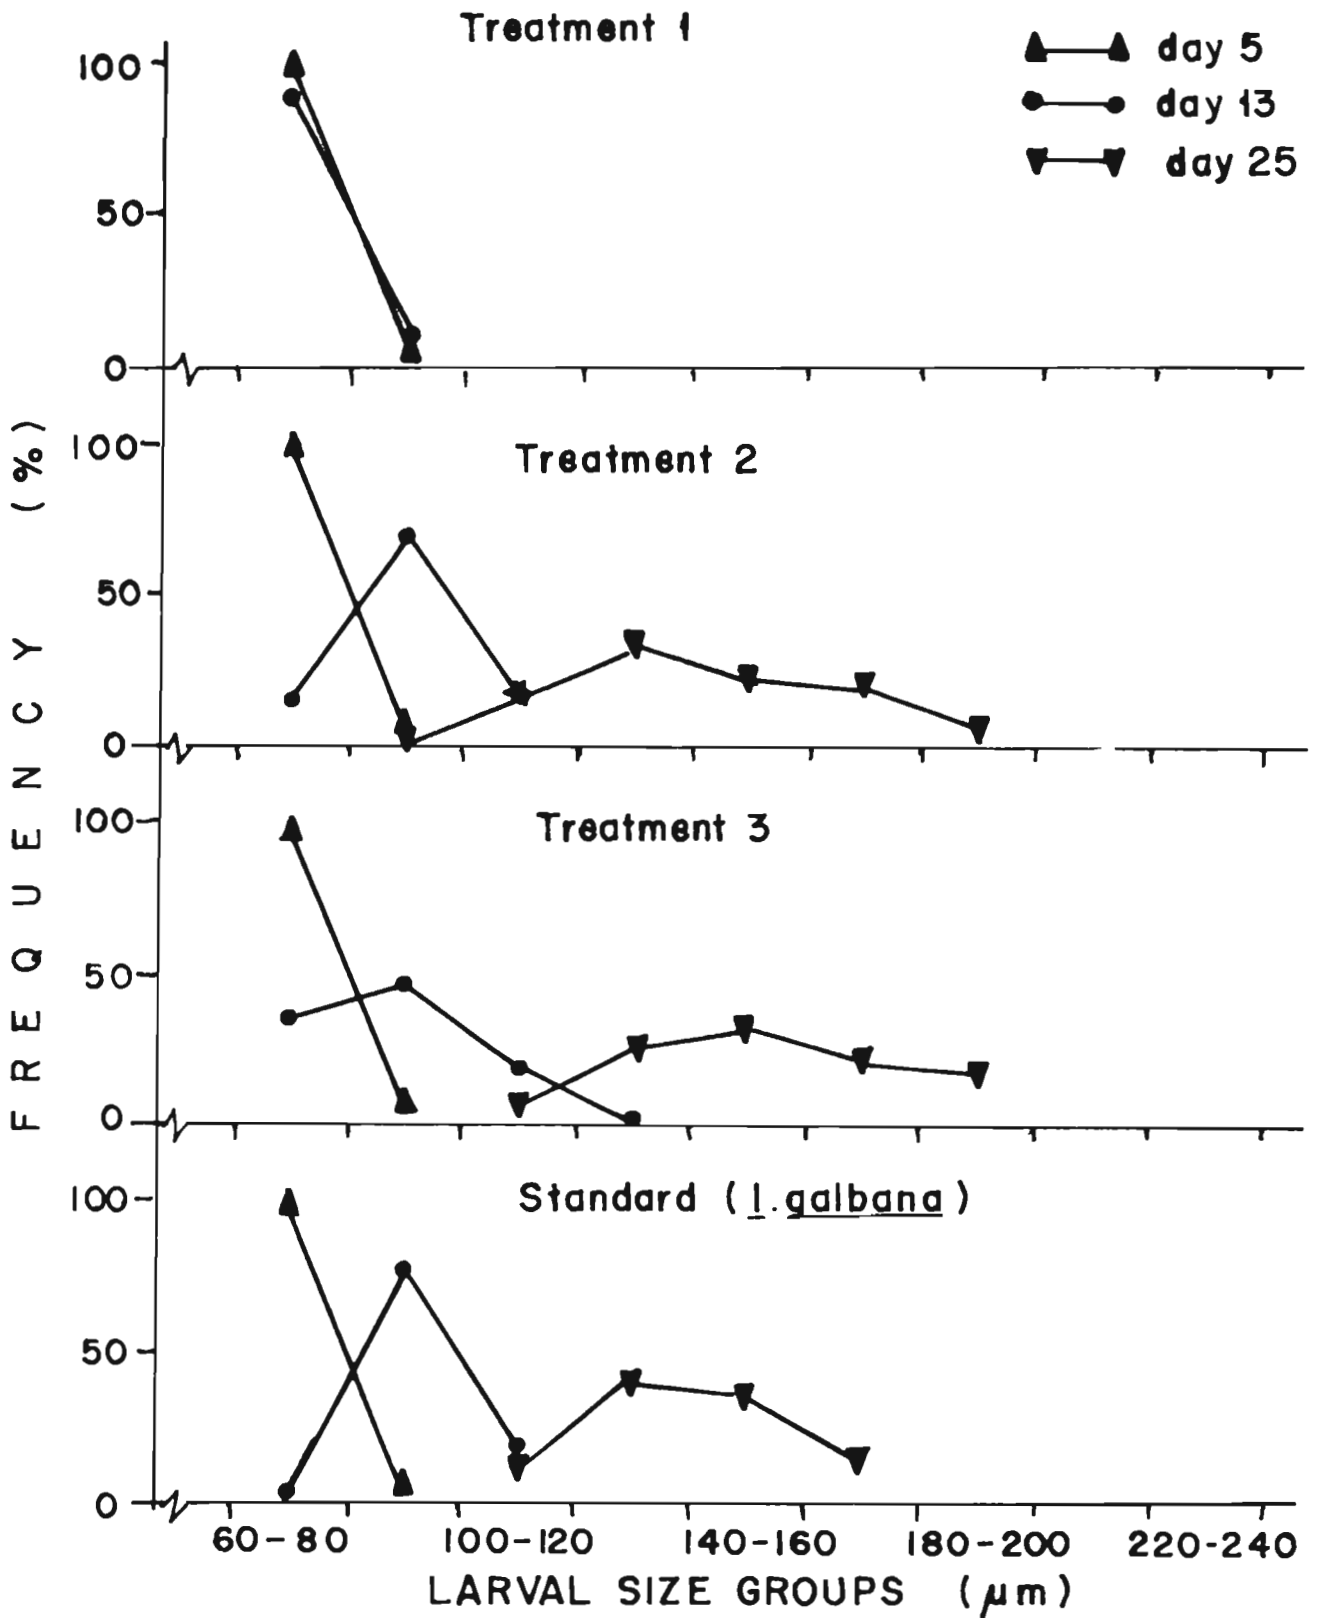 Treatment 1
day 5
day 13
day 25
100
50
0
Treatment 2
100
50
0
Treatment 3
100
50
0
Standard (I. galbana)
100
50
0
FREQUENCY (%)
60-80 100-120 140-160 180-200 220-240
LARVAL SIZE GROUPS (μm)